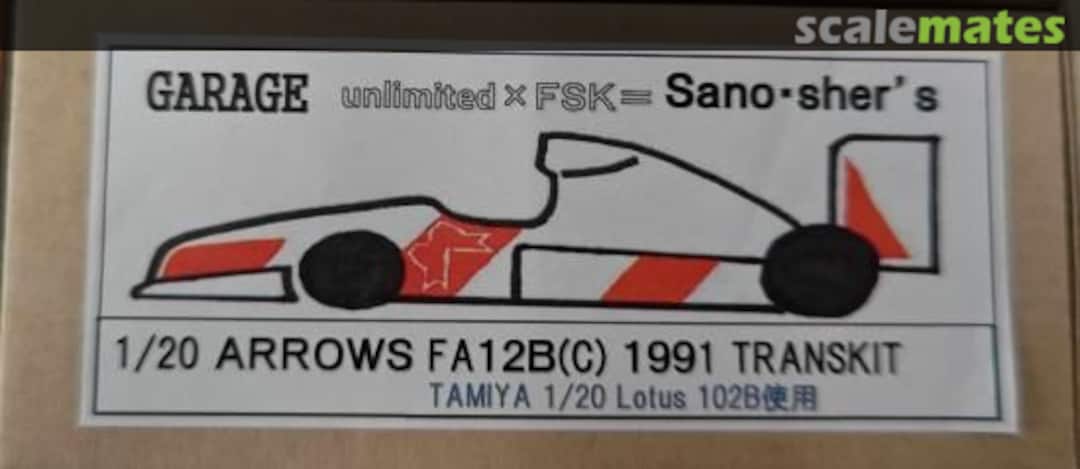 scalemates
GARAGE unlimited×FSK= Sano・sher's
1/20 ARROWS FA12B(C) 1991 TRANSKIT
TAMIYA 1/20 Lotus 102B使用